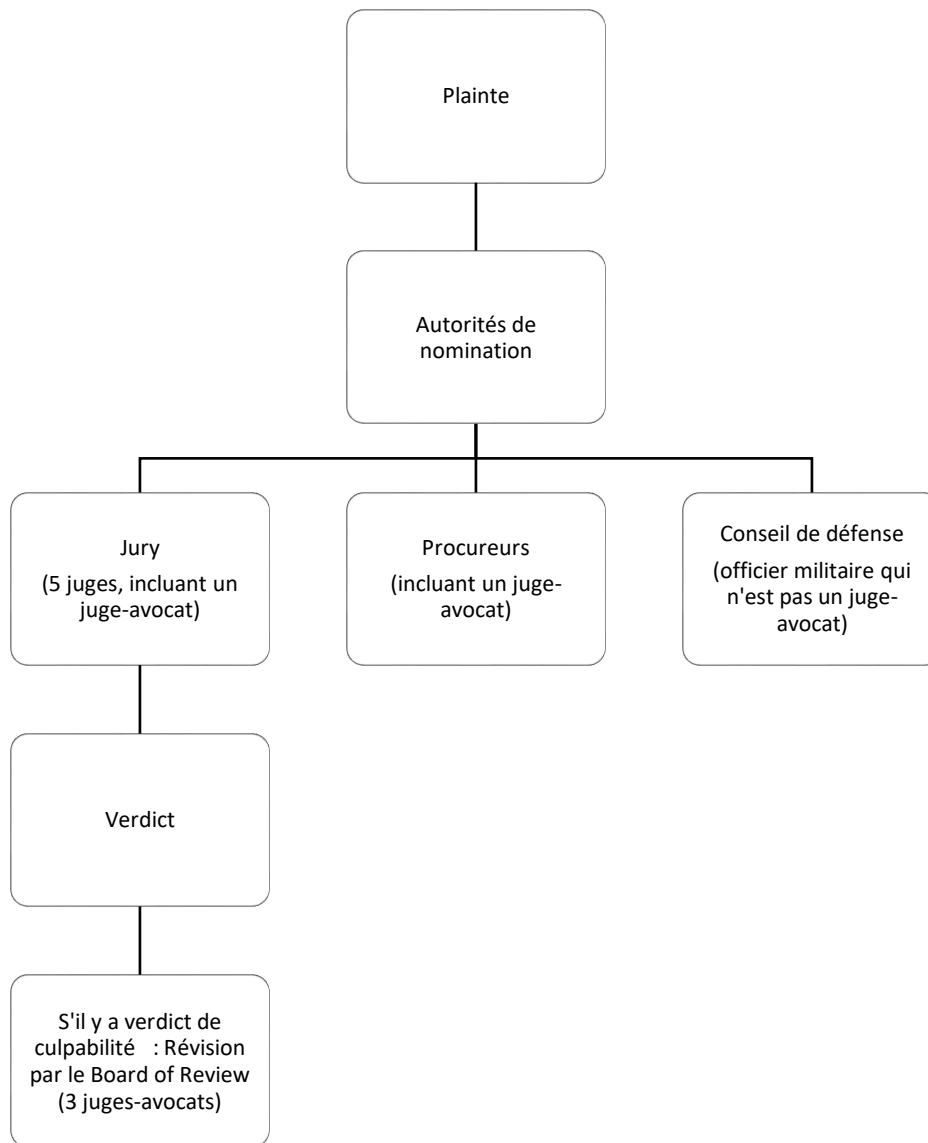 Plainte
Autorités de
nomination
Jury
(5 juges, incluant un
juge-avocat)
Procureurs
(incluant un juge-
avocat)
Conseil de défense
(officier militaire qui
n'est pas un juge-
avocat)
Verdict
S'il y a verdict de
culpabilité : Révision
par le Board of Review
(3 juges-avocats)